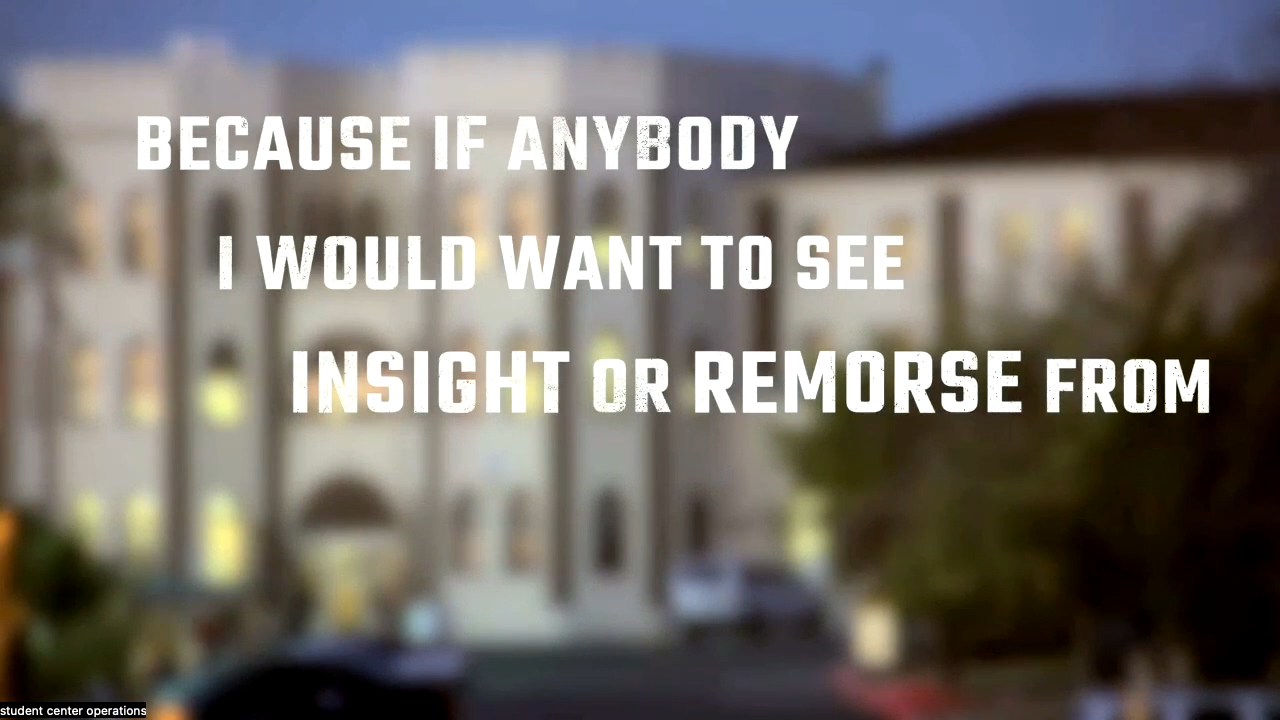 BECAUSE IF ANYBODY
I WOULD WANT TO SEE
INSIGHT OR REMORSE FROM
student center operations